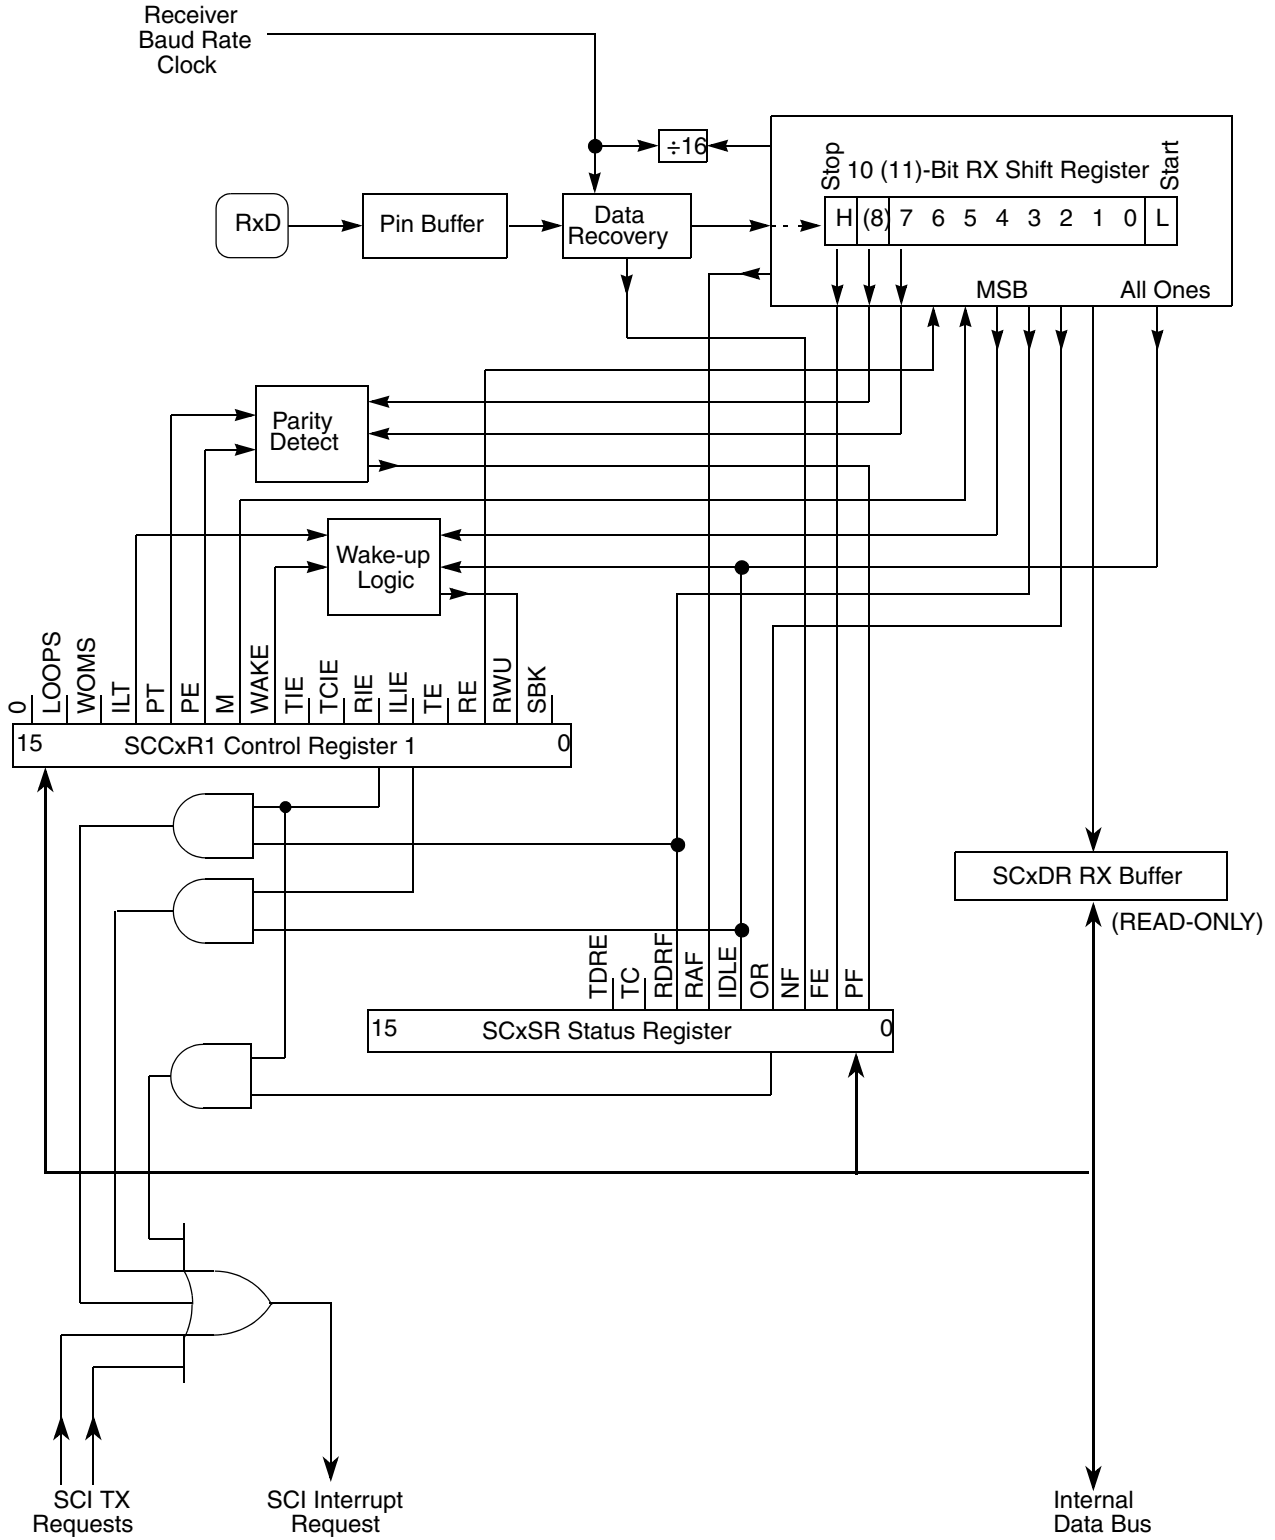 Receiver
Baud Rate
Clock
÷16
Stop
10 (11)-Bit RX Shift Register
Start
RxD
Pin Buffer
Data
Recovery
H (8) 7 6 5 4 3 2 1 0 L
MSB
All Ones
Parity
Detect
Wake-up
Logic
0
LOOPS
WOMS
ILT
PT
PE
M
WAKE
TIE
TCIE
RIE
ILIE
TE
RE
RWU
SBK
15 SCCxR1 Control Register 1 0
SCxDR RX Buffer
(READ-ONLY)
TDRE
TC
RDRF
RAF
IDLE
OR
NF
FE
PF
15 SCxSR Status Register 0
SCI TX
Requests
SCI Interrupt
Request
Internal
Data Bus